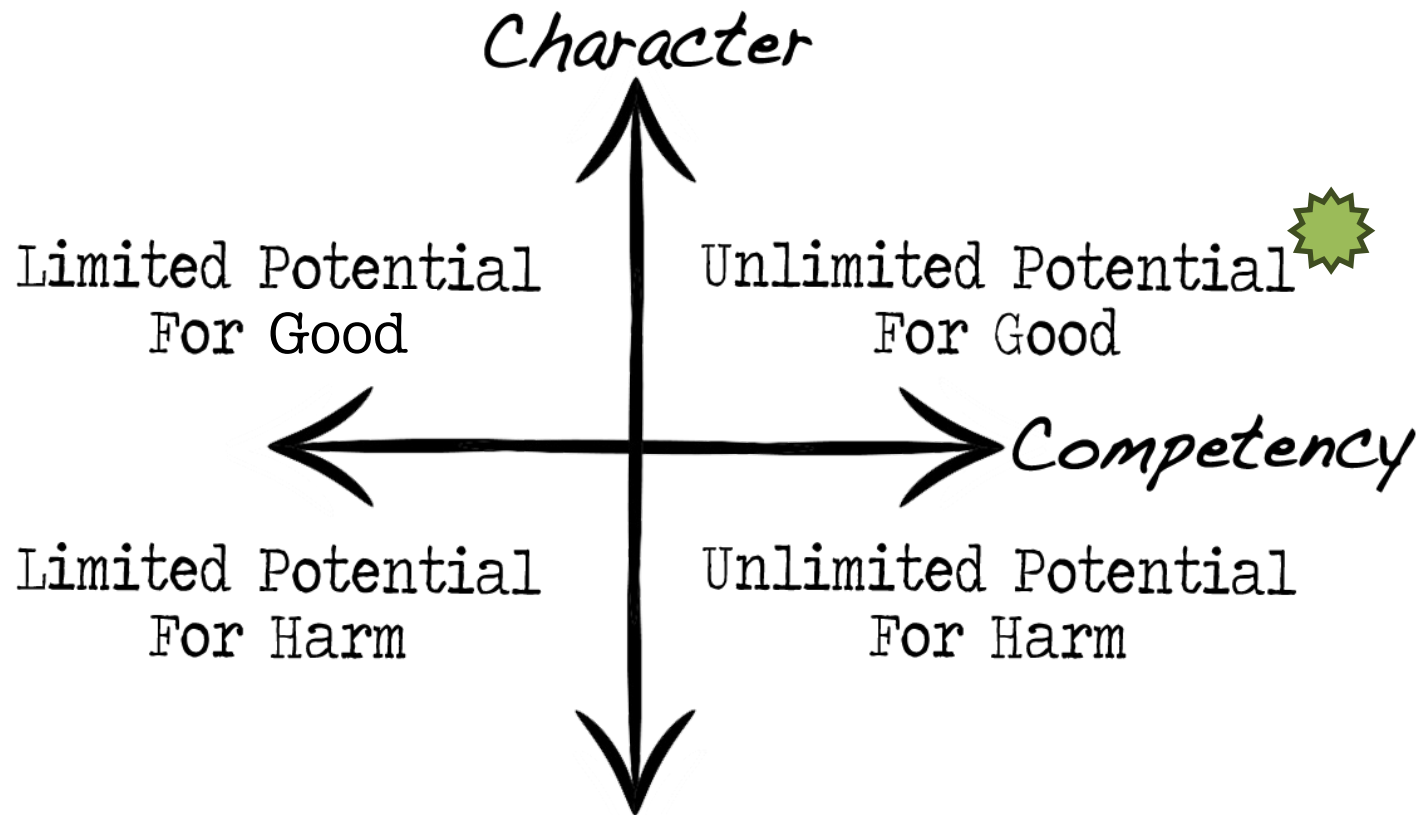 Character
Limited Potential
For Good
Unlimited Potential
For Good
Competency
Limited Potential
For Harm
Unlimited Potential
For Harm